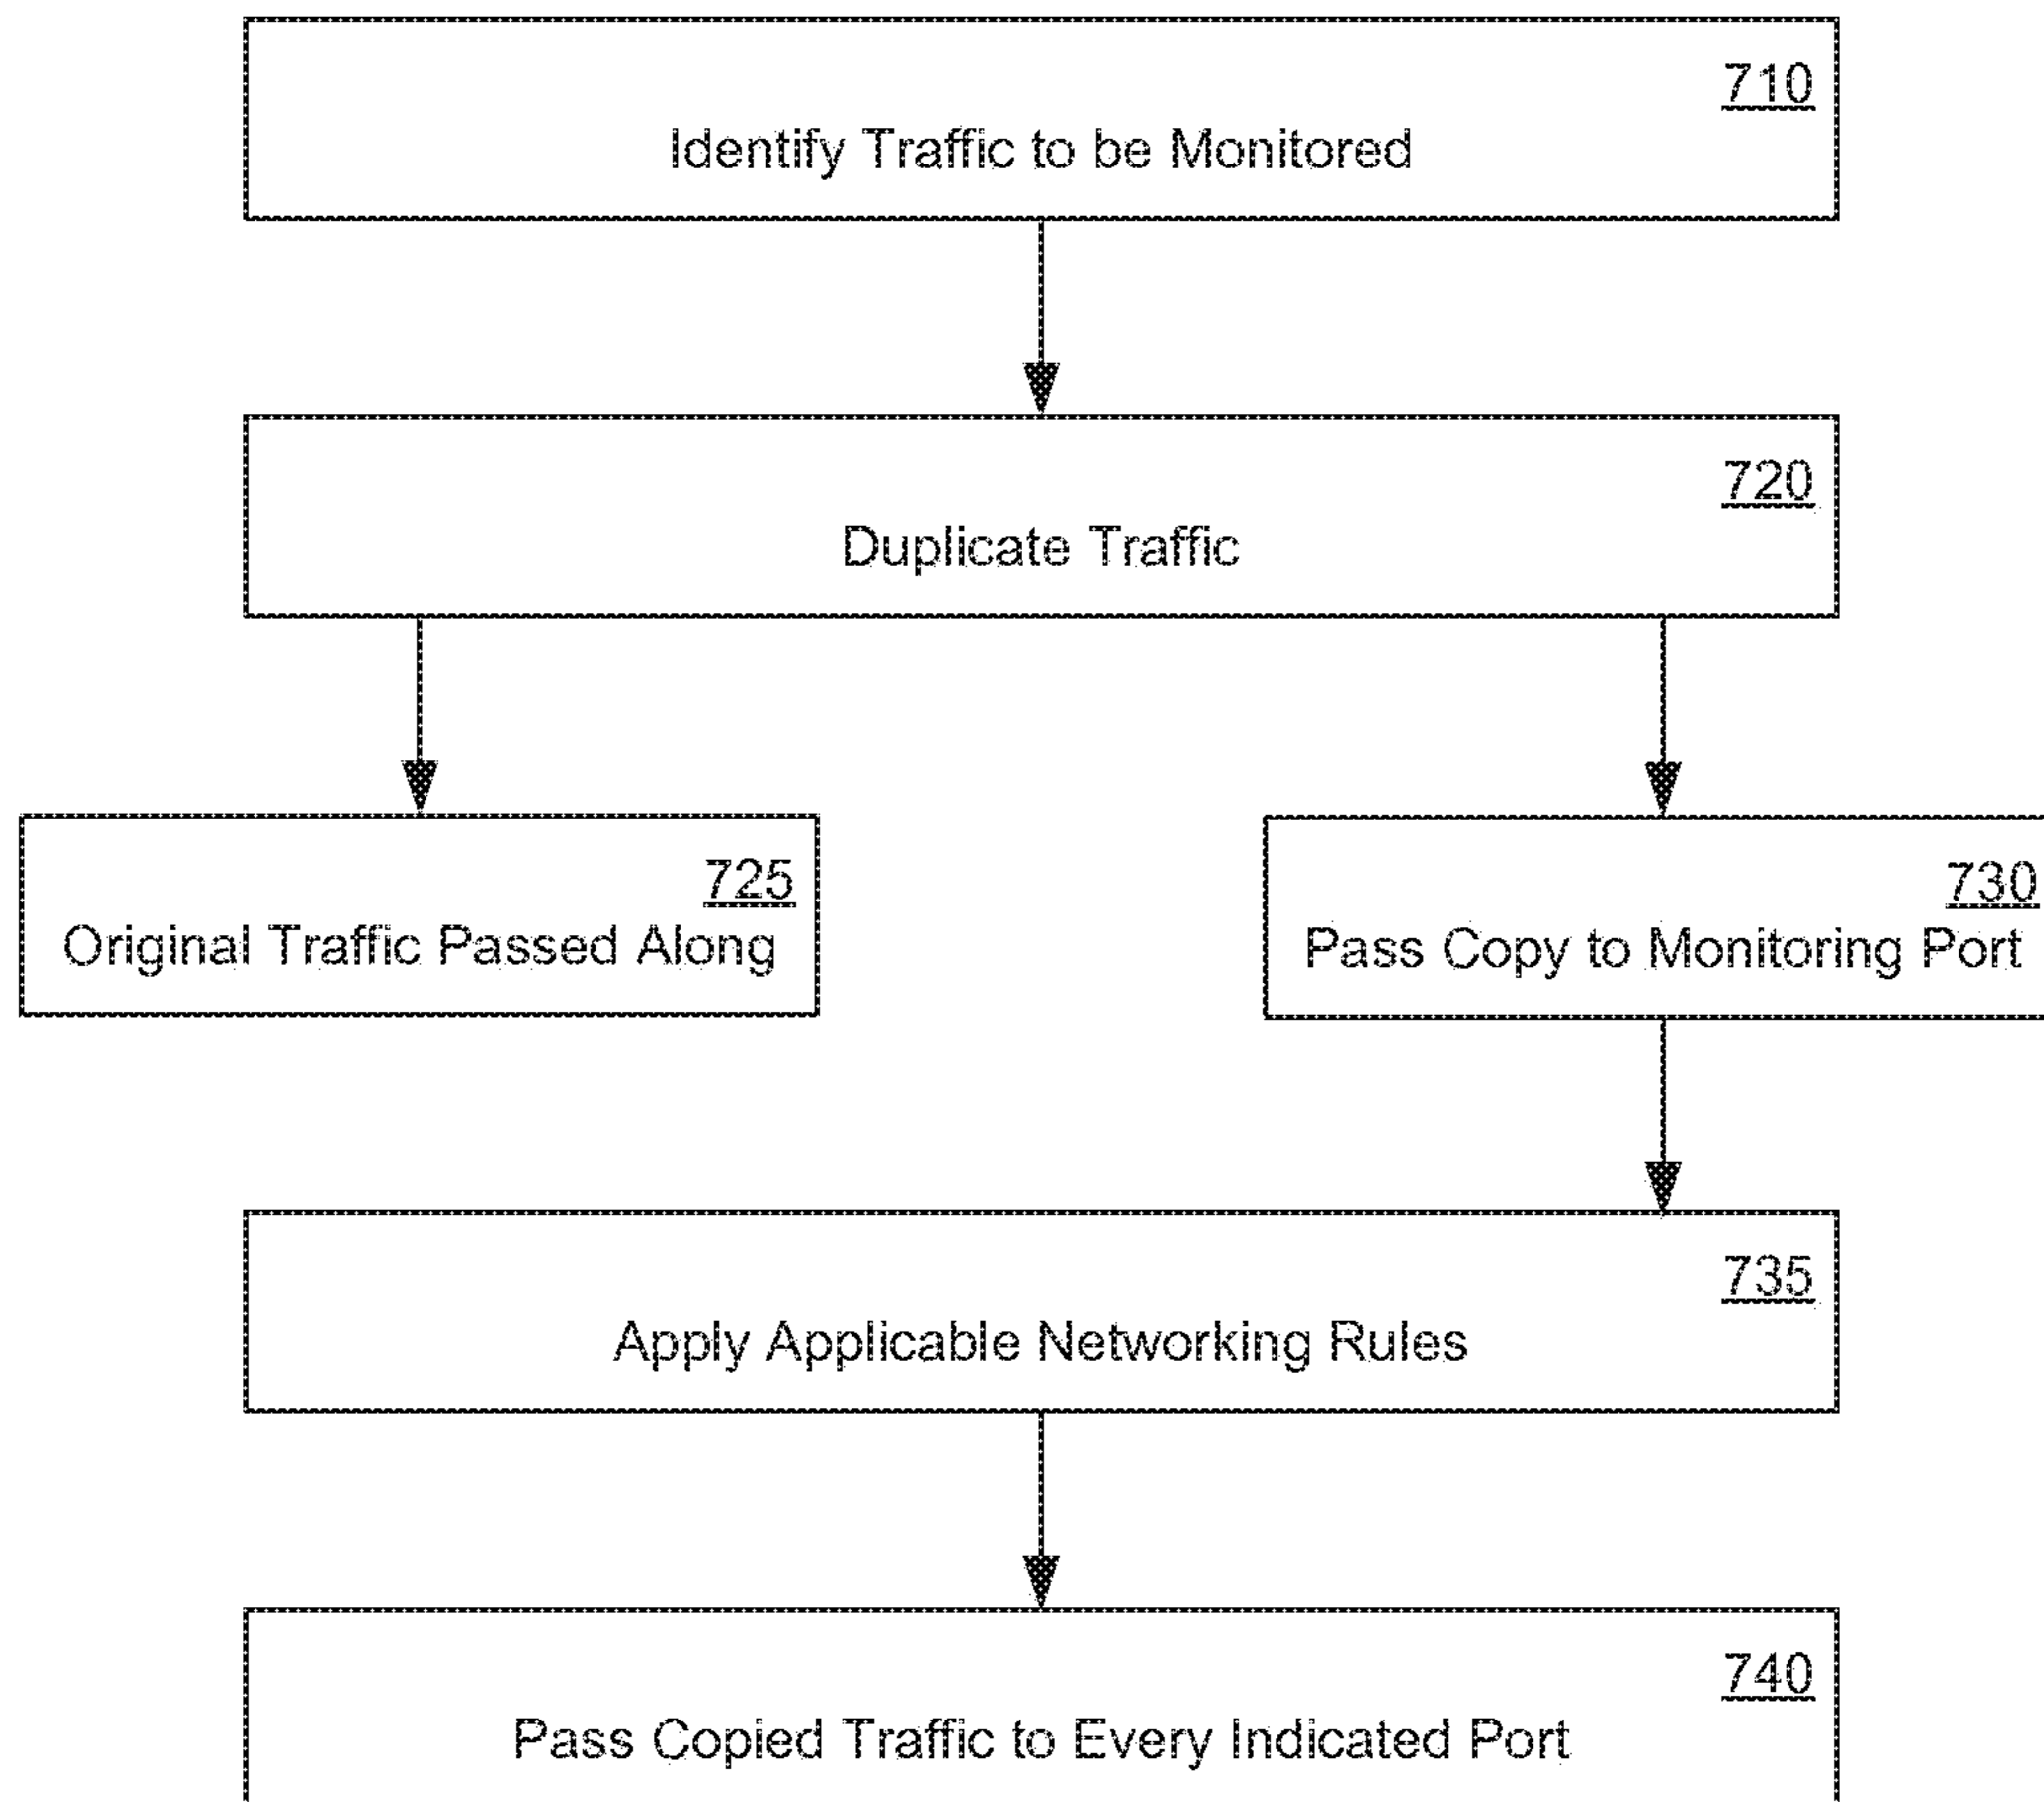 710
Identify Traffic to be Monitored
720
Duplicate Traffic
725
Original Traffic Passed Along
730
Pass Copy to Monitoring Port
735
Apply Applicable Networking Rules
740
Pass Copied Traffic to Every Indicated Port